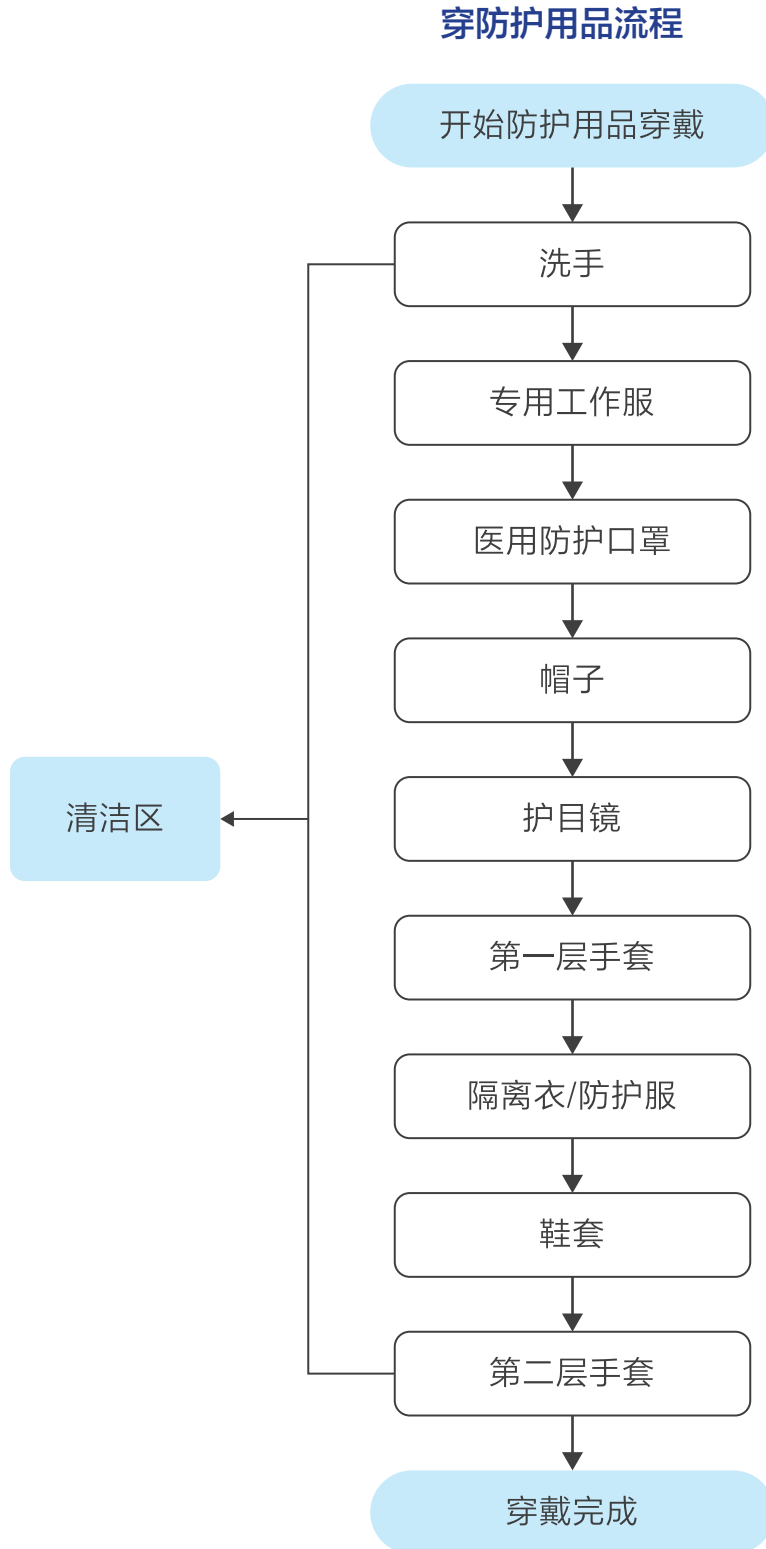 穿防护用品流程
开始防护用品穿戴
洗手
专用工作服
医用防护口罩
帽子
护目镜
清洁区
第一层手套
隔离衣/防护服
鞋套
第二层手套
穿戴完成